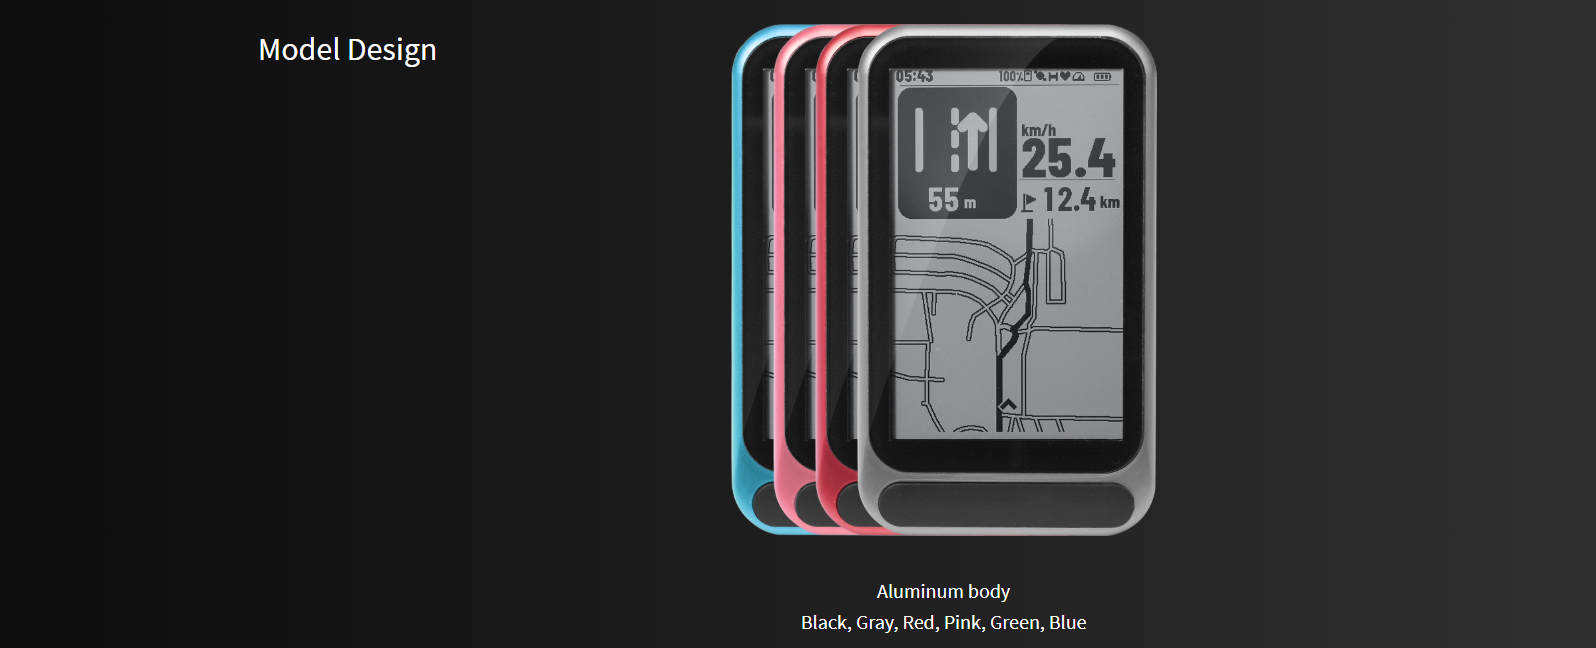 Model Design
05:43
100%
km/h
25.4
55 m
12.4 km
Aluminum body
Black, Gray, Red, Pink, Green, Blue